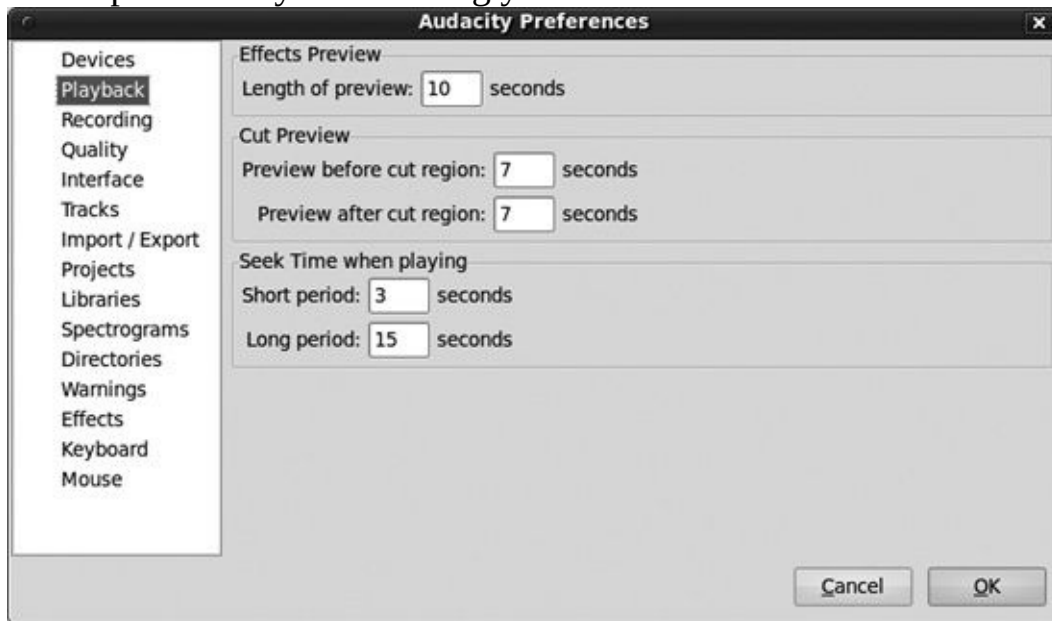 Audacity Preferences
Devices
Playback
Recording
Quality
Interface
Tracks
Import / Export
Projects
Libraries
Spectrograms
Directories
Warnings
Effects
Keyboard
Mouse
Effects Preview
Length of preview: 10 seconds
Cut Preview
Preview before cut region: 7 seconds
Preview after cut region: 7 seconds
Seek Time when playing
Short period: 3 seconds
Long period: 15 seconds
Cancel OK